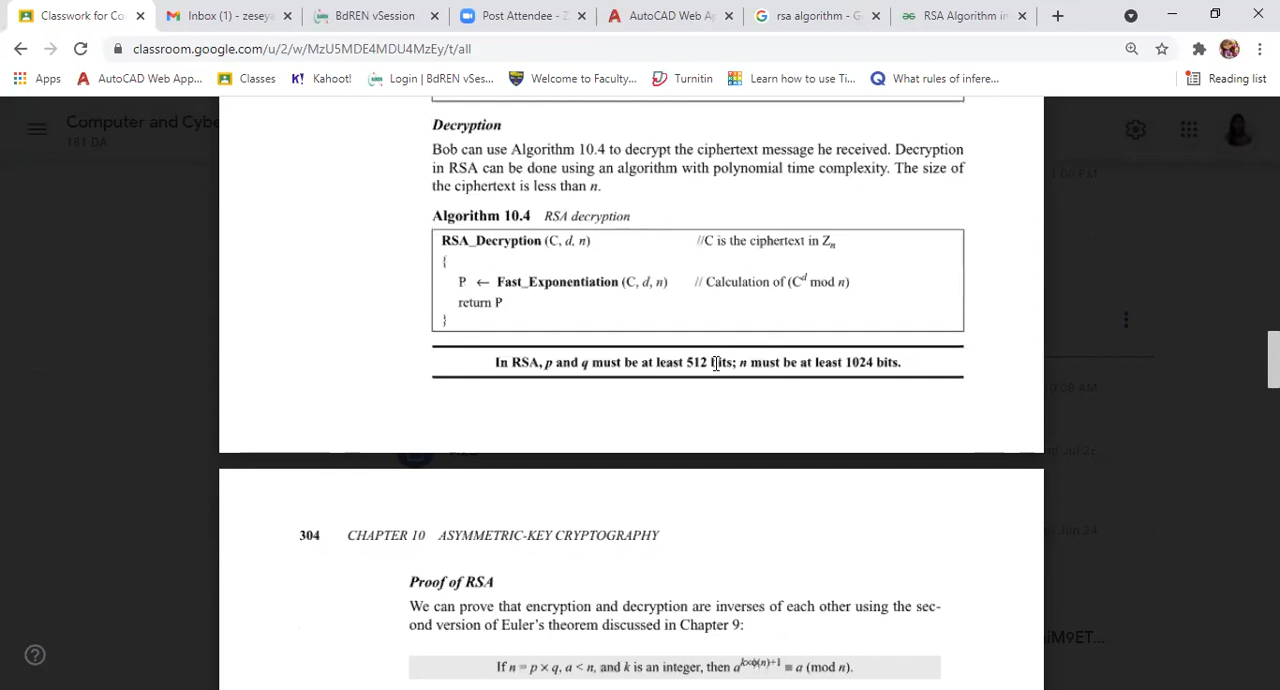 Classwork for Co
Inbox (1) - zeseya
BdREN vSession
Post Attendee - Z
AutoCAD Web Ap
rsa algorithm - G
RSA Algorithm in
classroom.google.com/u/2/w/MzU5MDE4MDU4MzEy/t/all
Apps
AutoCAD Web App...
Classes
K! Kahoot!
Login | BdREN vSes...
Welcome to Faculty...
Turnitin
Learn how to use Ti...
What rules of infere...
Reading list
Computer and Cybe
181 DA
Decryption
Bob can use Algorithm 10.4 to decrypt the ciphertext message he received. Decryption
in RSA can be done using an algorithm with polynomial time complexity. The size of
the ciphertext is less than n.
Algorithm 10.4 RSA decryption
RSA_Decryption (C, d, n) //C is the ciphertext in Zn
{
P ← Fast_Exponentiation (C, d, n) // Calculation of (C^d mod n)
return P
}
In RSA, p and q must be at least 512 bits; n must be at least 1024 bits.
304 CHAPTER 10 ASYMMETRIC-KEY CRYPTOGRAPHY
Proof of RSA
We can prove that encryption and decryption are inverses of each other using the sec-
ond version of Euler's theorem discussed in Chapter 9:
If n = p × q, a < n, and k is an integer, then a^k×ϕ(n)+1 ≡ a (mod n).